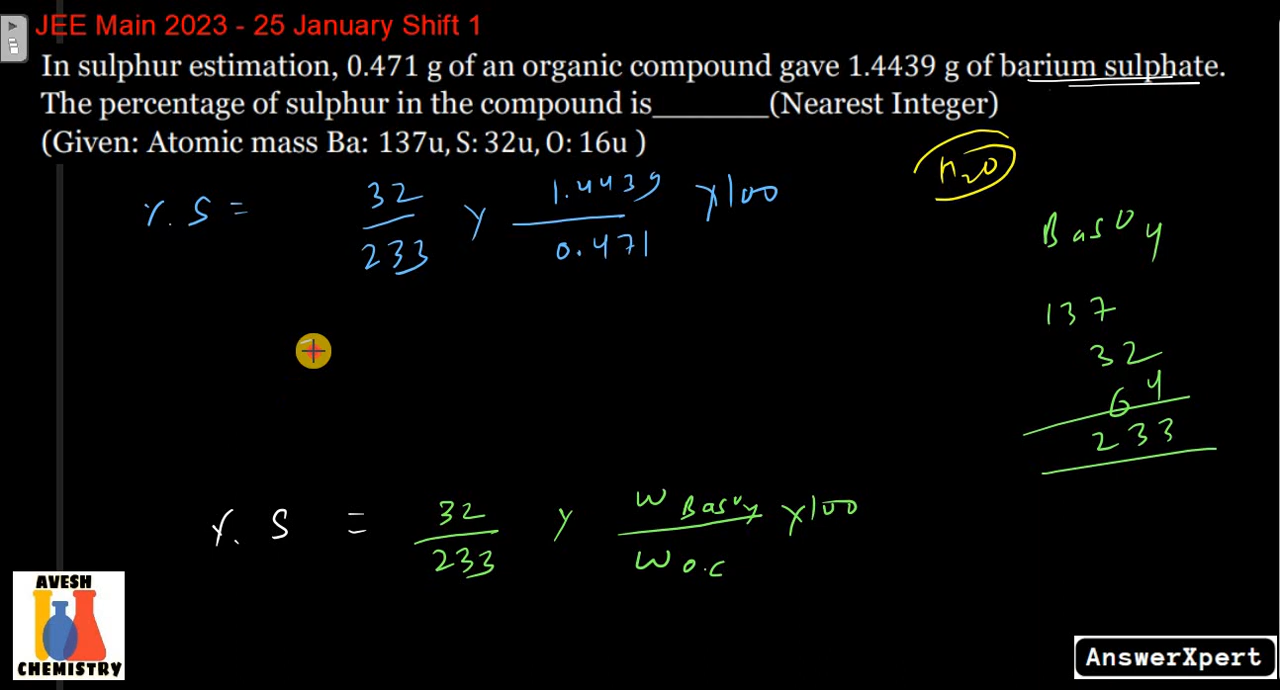 JEE Main 2023 - 25 January Shift 1
In sulphur estimation, 0.471 g of an organic compound gave 1.4439 g of barium sulphate.
The percentage of sulphur in the compound is_______(Nearest Integer)
(Given: Atomic mass Ba: 137u, S: 32u, O: 16u )
H2O
%. S = 32/233 × 1.4439/0.471 ×100
BaSO4
137
32
64
233
%. S = 32/233 × W BaSO4/W O.C ×100
AVESH
CHEMISTRY
AnswerXpert